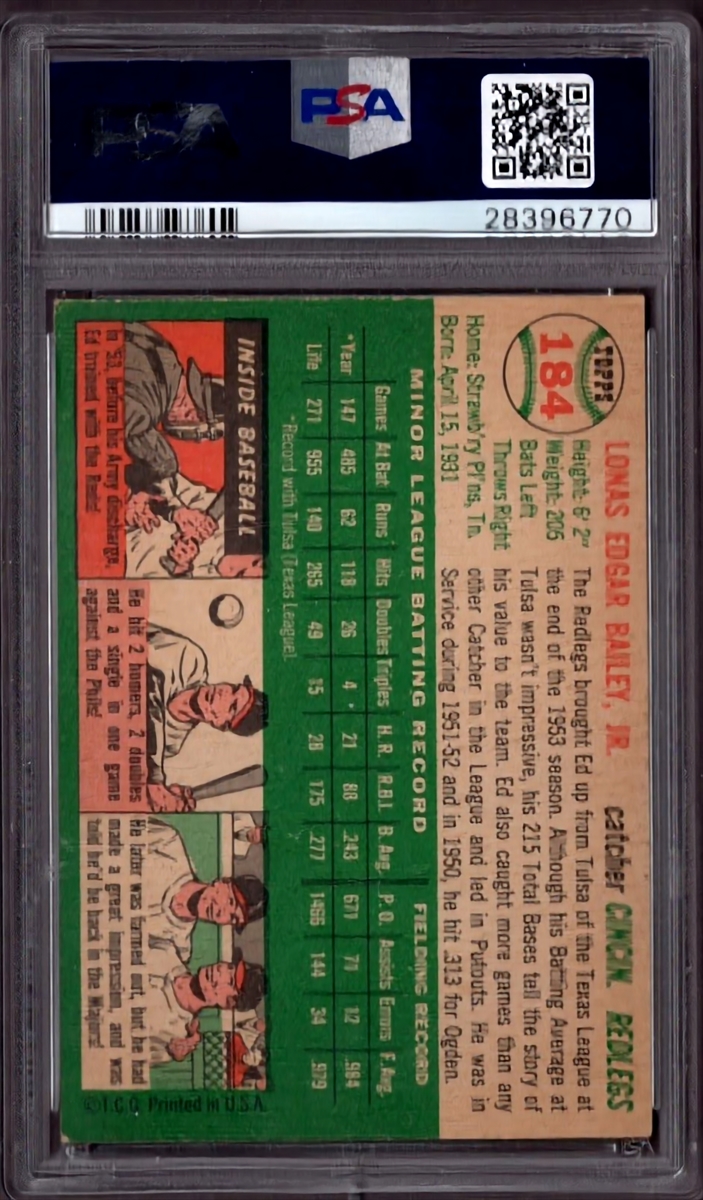 PSA
28396770
TOPPS
184
LONAS EDGAR BAILEY, JR. catcher CINCIN. REDLEGS
Height: 6' 2"
Weight: 205
Bats Left
Throws Right
Home: Strawb'ry Pl'ns, Tn.
Born: April 15, 1931
The Redlegs brought Ed up from Tulsa of the Texas League at
the end of the 1953 season. Although his Batting Average at
Tulsa wasn't impressive, his 215 Total Bases tell the story of
his value to the team. Ed also caught more games than any
other Catcher in the League and led in Putouts. He was in
Service during 1951-52 and in 1950, he hit .313 for Ogden.
MINOR LEAGUE BATTING RECORD FIELDING RECORD
Games At Bat Runs Hits Doubles Triples H.R. R.B.I. B. Avg. P.O. Assists Errors F. Avg.
*Year 147 485 62 118 26 4 21 88 .243 671 71 12 .984
Life 271 955 140 265 49 15 28 175 .277 1466 144 34 .979
*Record with Tulsa (Texas League).
INSIDE BASEBALL
In '53, before his Army discharge,
Ed trained with the Reds!
He hit 2 homers, 2 doubles
and a single in one game
against the Phils!
He later was farmed out, but he had
made a great impression, and was
told he'd be back in the Majors!
©T.C.G. Printed in U.S.A.